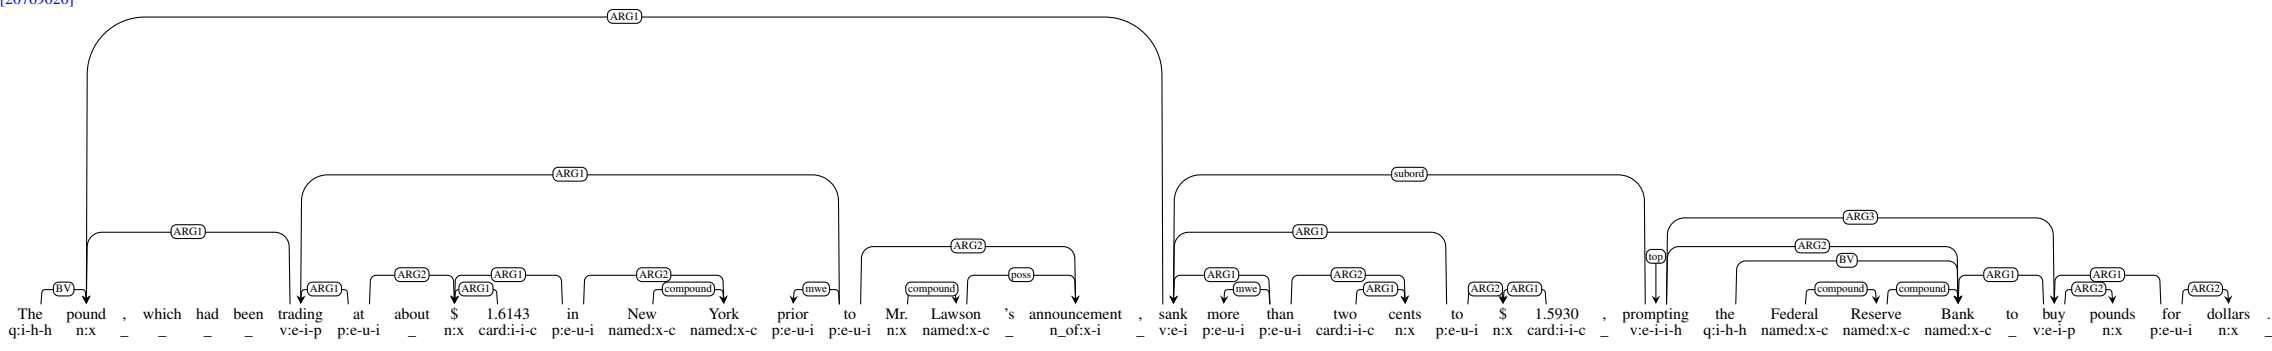 [20769020]
ARG1
ARG1 subord
ARG3
ARG1 ARG1 ARG2
ARG2 top BV
ARG2 ARG1 ARG2 poss ARG1 ARG2 ARG1 ARG1
BV ARG1 ARG1 compound mwe compound mwe ARG1 ARG2 ARG1 compound compound ARG2 ARG2
The pound , which had been trading at about $ 1.6143 in New York prior to Mr. Lawson 's announcement , sank more than two cents to $ 1.5930 , prompting the Federal Reserve Bank to buy pounds for dollars .
q:i-h-h n:x _ _ _ _ v:e-i-p p:e-u-i _ n:x card:i-i-c p:e-u-i named:x-c named:x-c p:e-u-i p:e-u-i n:x named:x-c _ n_of:x-i _ v:e-i p:e-u-i p:e-u-i card:i-i-c n:x p:e-u-i n:x card:i-i-c _ v:e-i-i-h q:i-h-h named:x-c named:x-c named:x-c _ v:e-i-p n:x p:e-u-i n:x _